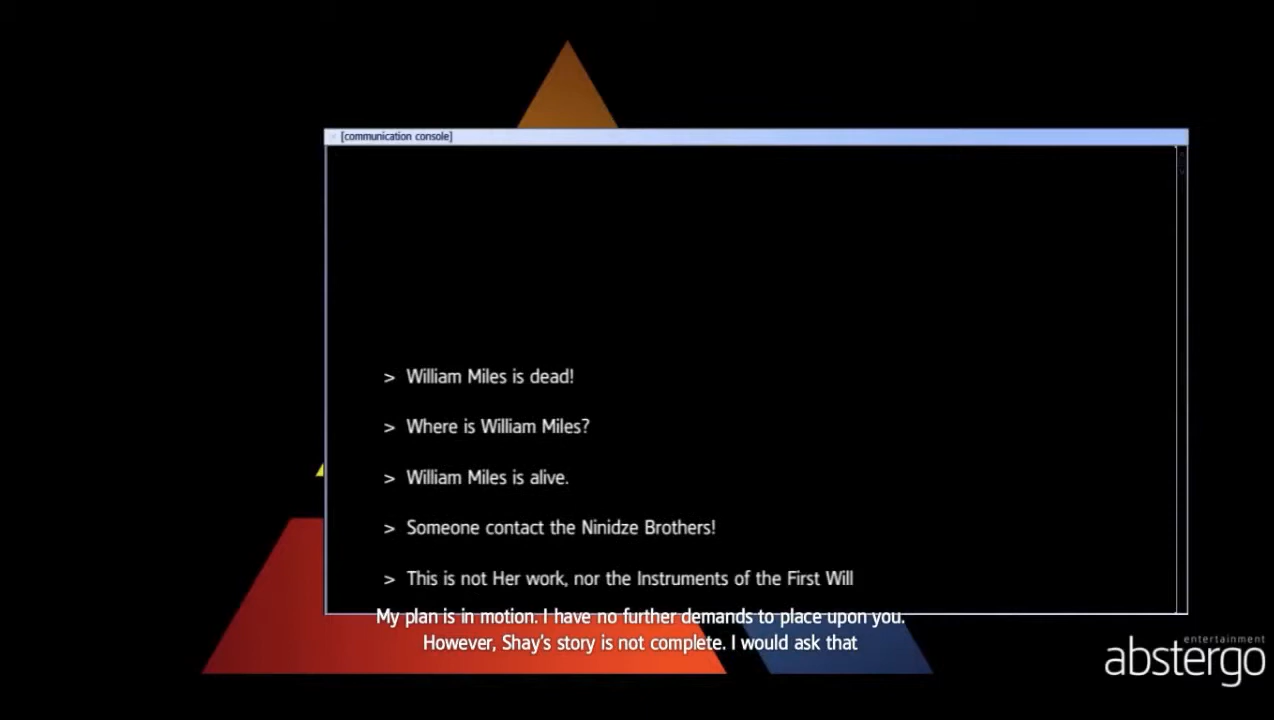 [communication console]
> William Miles is dead!
> Where is William Miles?
> William Miles is alive.
> Someone contact the Ninidze Brothers!
> This is not Her work, nor the Instruments of the First Will
My plan is in motion. I have no further demands to place upon you.
However, Shay's story is not complete. I would ask that
entertainment
abstergo